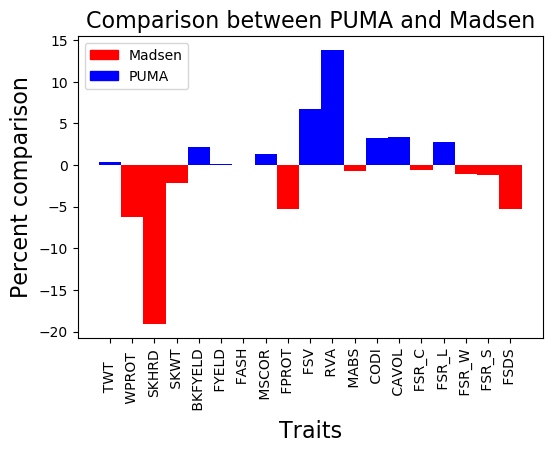 Comparison between PUMA and Madsen
Madsen
PUMA
Percent comparison
15
10
5
0
−5
−10
−15
−20
TWT
WPROT
SKHRD
SKWT
BKFYELD
FYELD
FASH
MSCOR
FPROT
FSV
RVA
MABS
CODI
CAVOL
FSR_C
FSR_L
FSR_W
FSR_S
FSDS
Traits